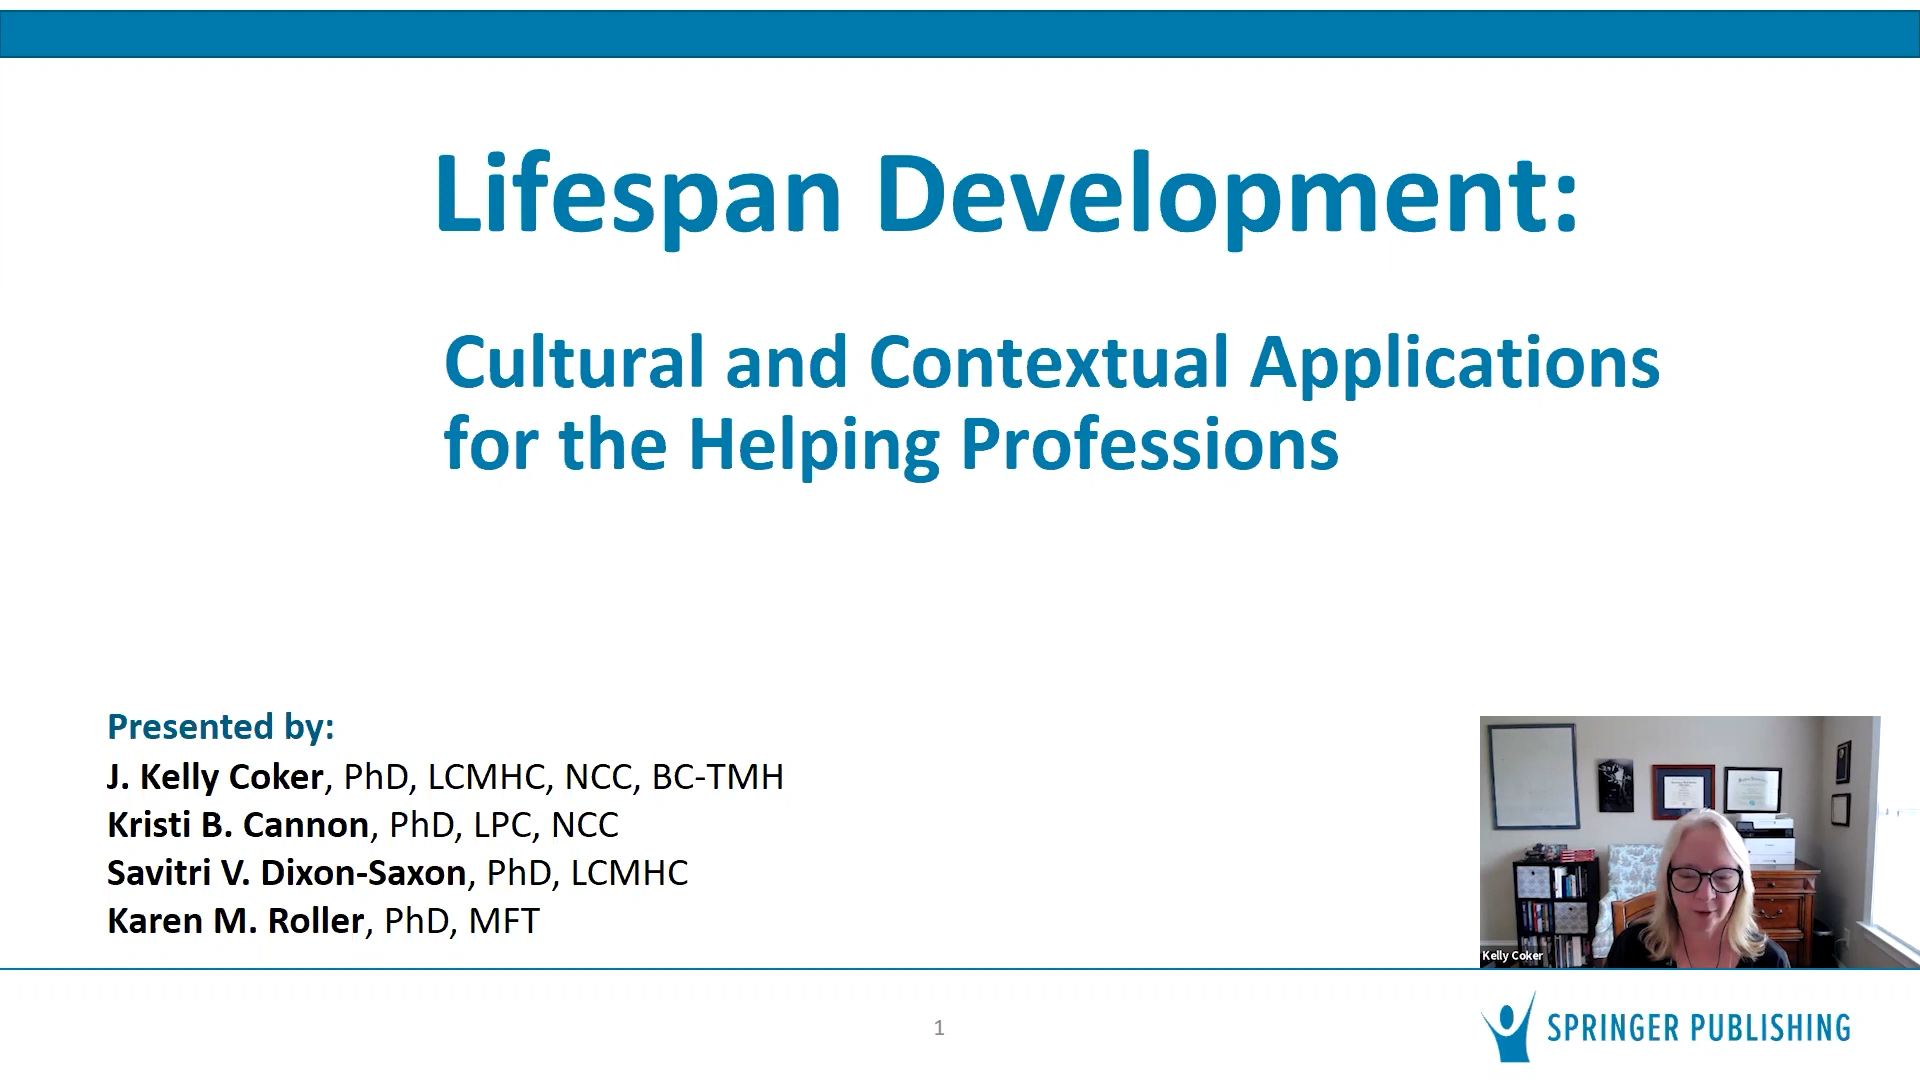 Lifespan Development:
Cultural and Contextual Applications
for the Helping Professions
Presented by:
J. Kelly Coker, PhD, LCMHC, NCC, BC-TMH
Kristi B. Cannon, PhD, LPC, NCC
Savitri V. Dixon-Saxon, PhD, LCMHC
Karen M. Roller, PhD, MFT
Kelly Coker
1
SPRINGER PUBLISHING